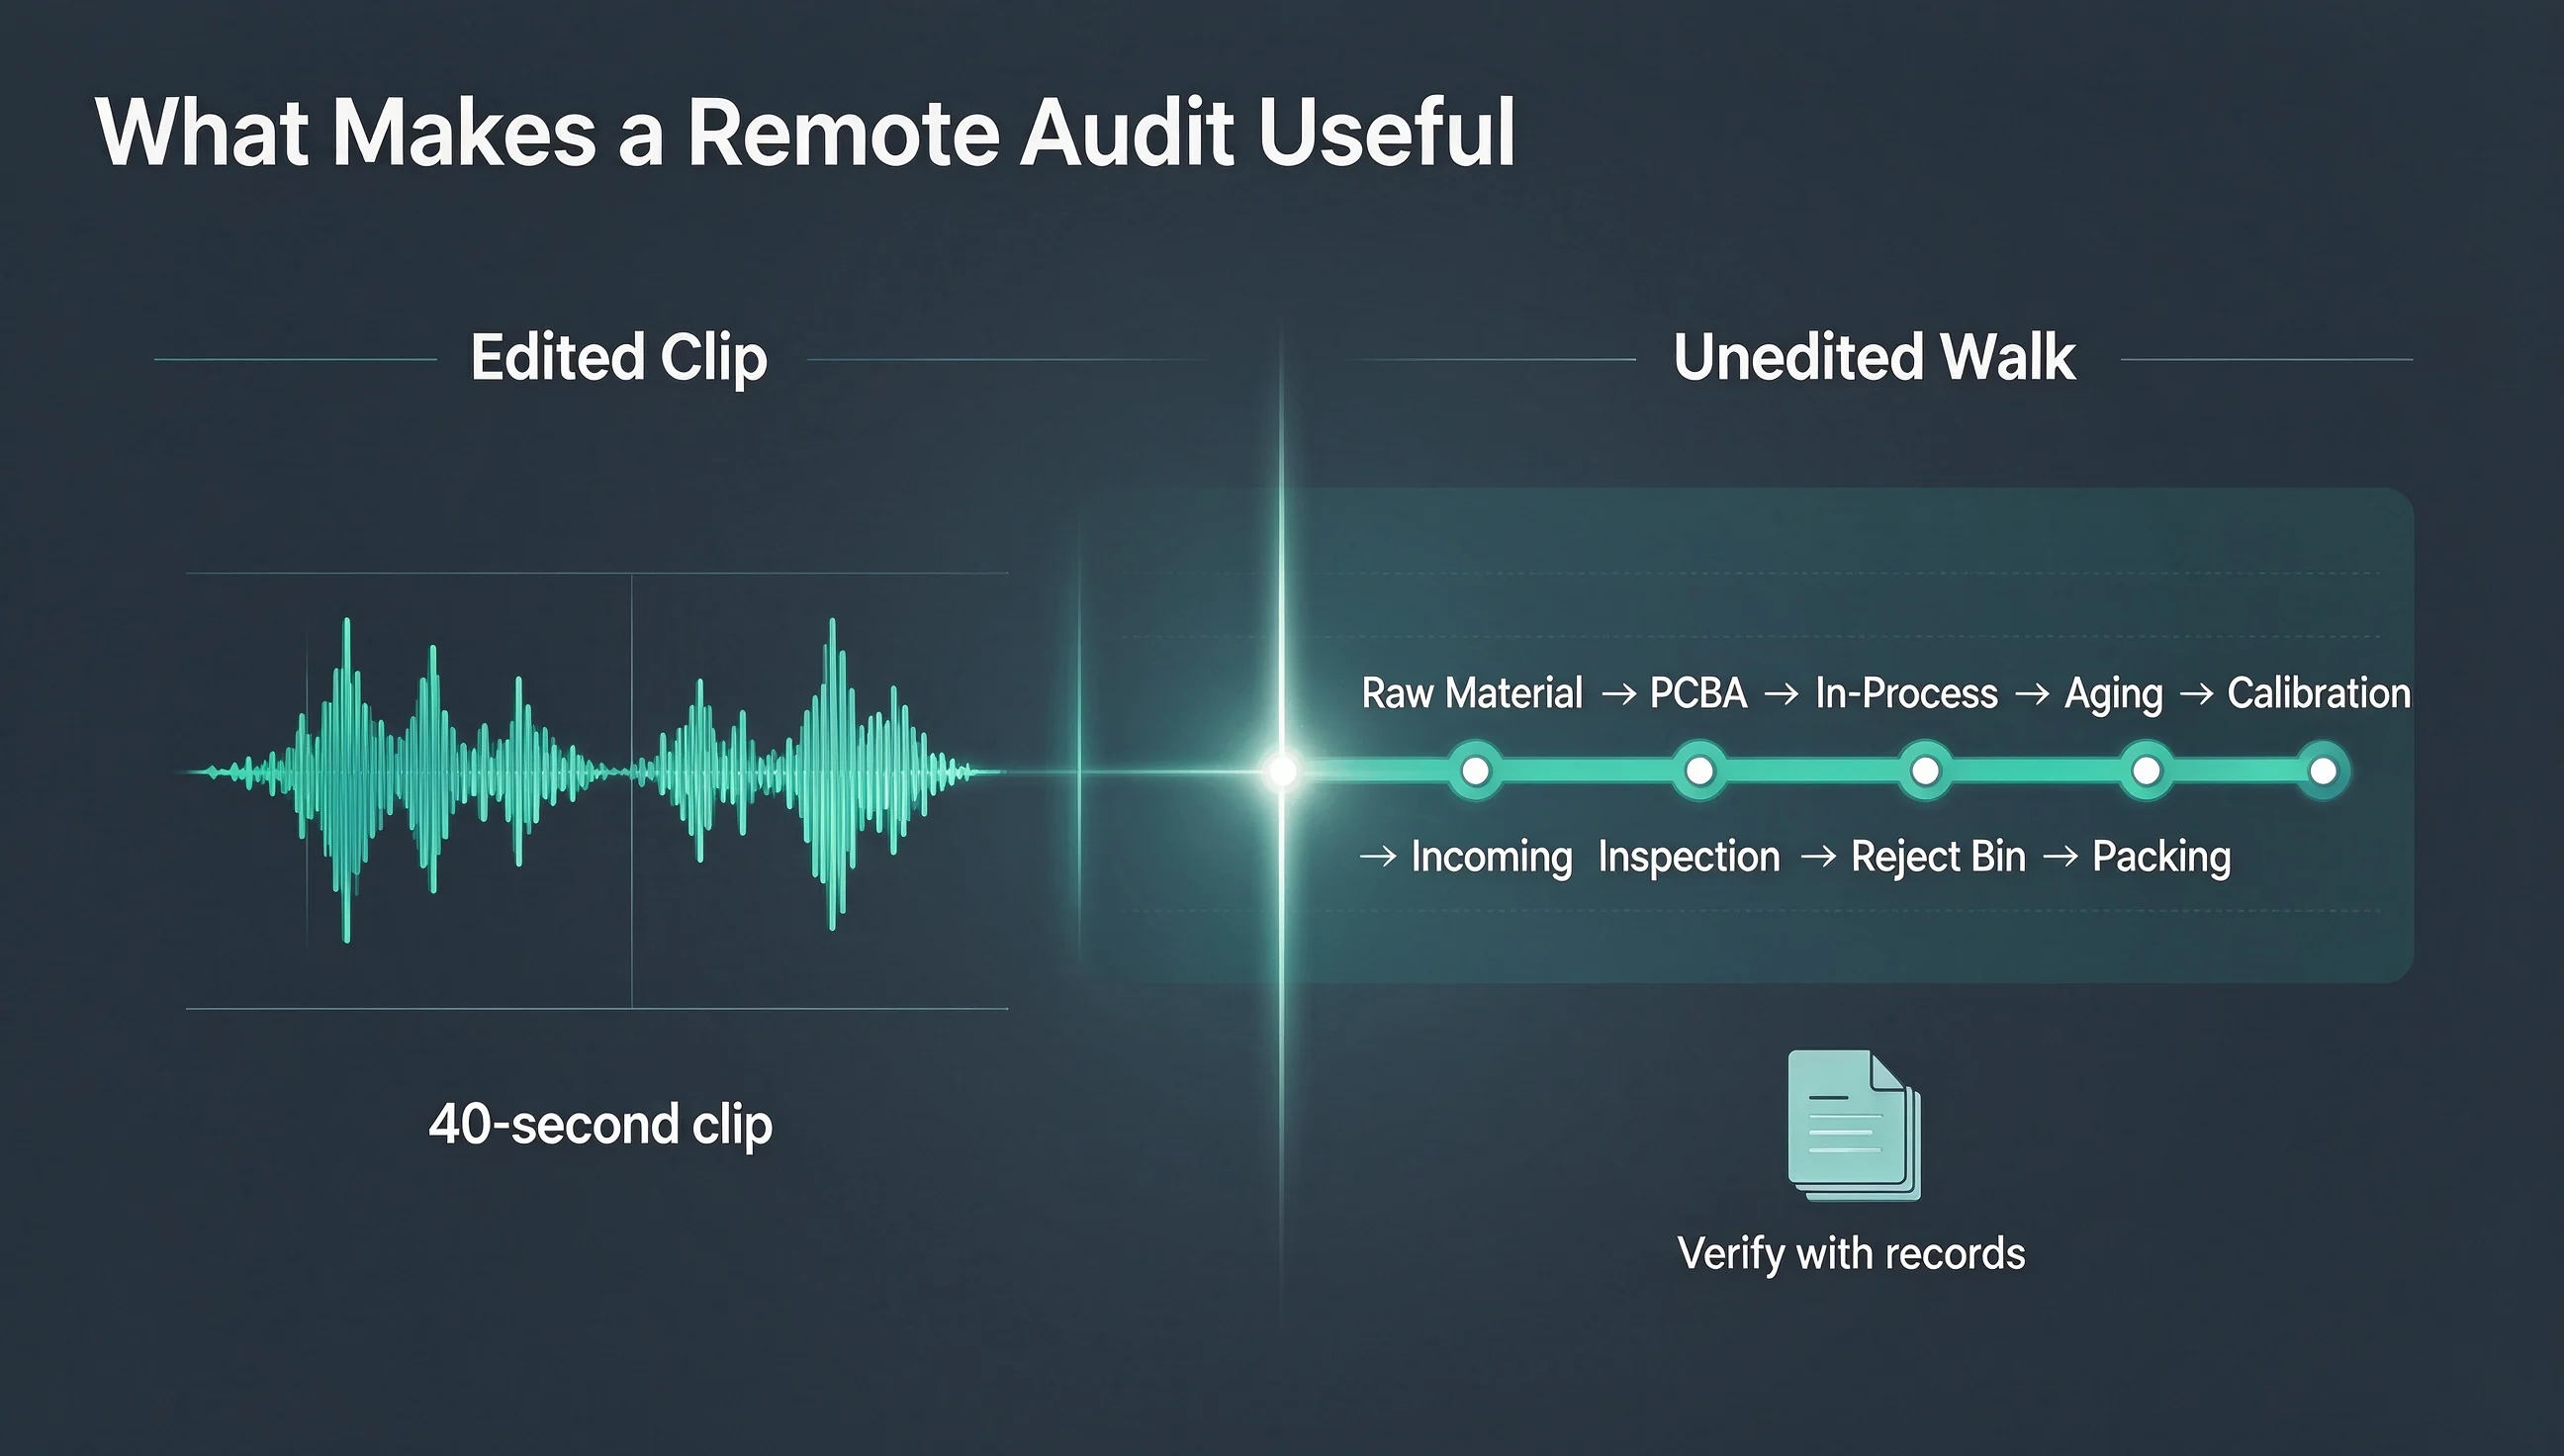 What Makes a Remote Audit Useful
Edited Clip
40-second clip
Unedited Walk
Raw Material → PCBA → In-Process → Aging → Calibration
→ Incoming Inspection → Reject Bin → Packing
Verify with records